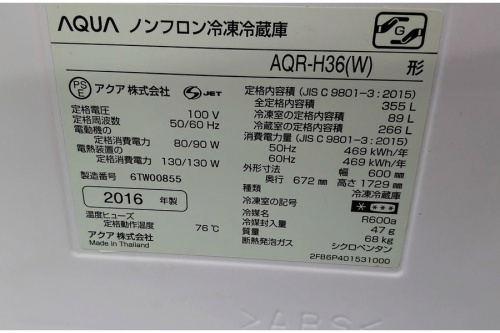 AQUA ノンフロン冷凍冷蔵庫
G
AQR-H36(W) 形
PS E アクア 株式会社 S JET
定格電圧 100 V
定格周波数 50/60 Hz
電動機の
定格消費電力 80/90 W
電熱装置の
定格消費電力 130/130 W
製造番号 6TW00855
2016 年製
温度ヒューズ
定格動作温度 76℃
アクア 株式会社
Made in Thailand
定格内容積 (JIS C 9801-3:2015)
全定格内容積 355 L
冷凍室の定格内容積 89 L
冷蔵室の定格内容積 266 L
消費電力量 (JIS C 9801-3:2015)
50Hz 469 kWh/年
60Hz 469 kWh/年
外形寸法 幅 600 mm
奥行 672 mm 高さ 1729 mm
種類 冷凍冷蔵庫
冷凍室の記号 * ***
冷媒名 R600a
冷媒封入量 47 g
質量 68 kg
断熱発泡ガス シクロペンタン
2FB6P401531000
>ABS<